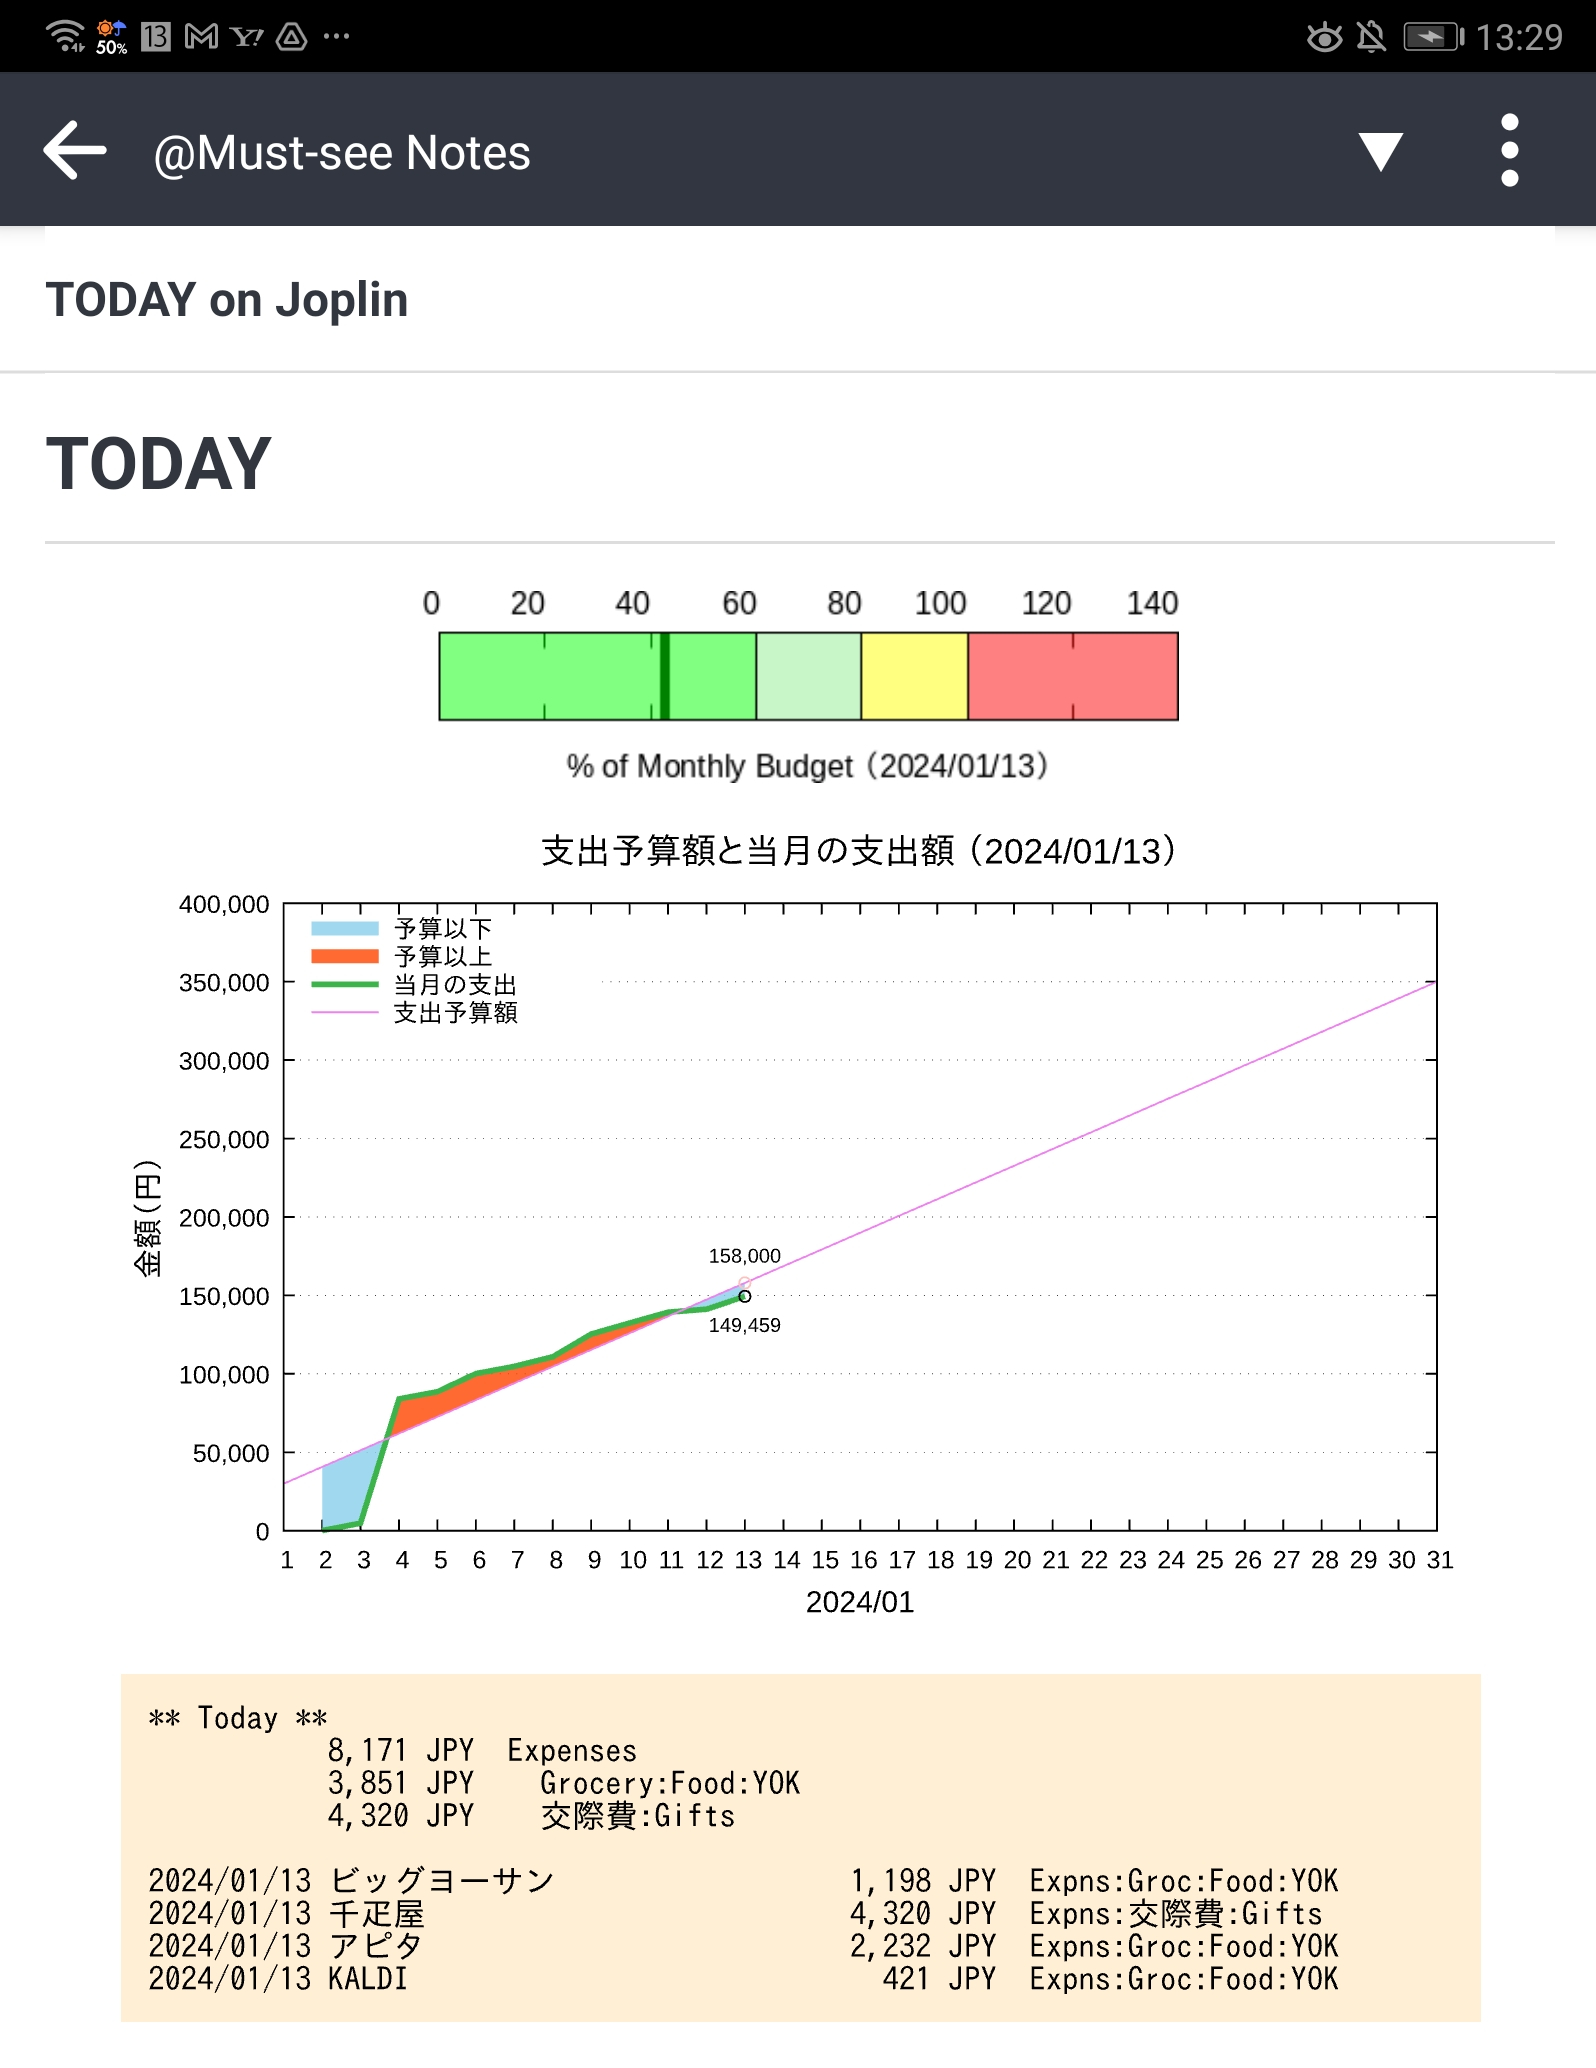 50% 13 13:29
@Must-see Notes
TODAY on Joplin
TODAY
0 20 40 60 80 100 120 140
% of Monthly Budget（2024/01/13）
支出予算額と当月の支出額（2024/01/13）
400,000
予算以下
予算以上
350,000
当月の支出
支出予算額
300,000
250,000
金額（円）
200,000
158,000
150,000
149,459
100,000
50,000
0
1 2 3 4 5 6 7 8 9 10 11 12 13 14 15 16 17 18 19 20 21 22 23 24 25 26 27 28 29 30 31
2024/01
** Today **
8,171 JPY Expenses
3,851 JPY Grocery:Food:YOK
4,320 JPY 交際費:Gifts
2024/01/13 ビッグヨーサン 1,198 JPY Expns:Groc:Food:YOK
2024/01/13 千疋屋 4,320 JPY Expns:交際費:Gifts
2024/01/13 アピタ 2,232 JPY Expns:Groc:Food:YOK
2024/01/13 KALDI 421 JPY Expns:Groc:Food:YOK